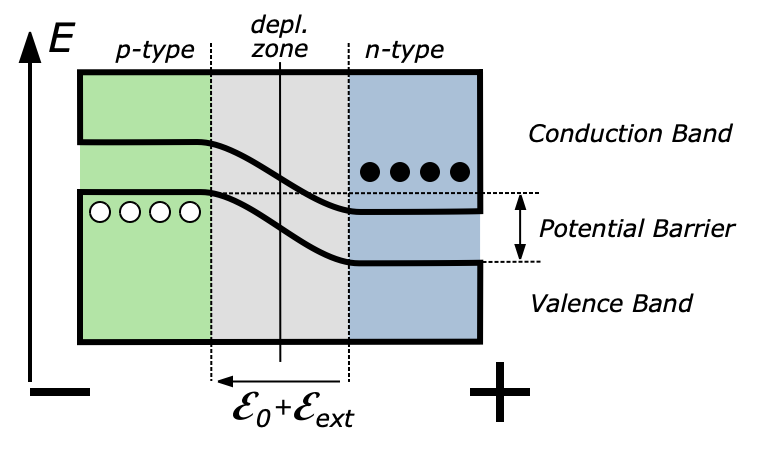 E
depl.
zone
p-type
n-type
Conduction Band
Potential Barrier
Valence Band
−
+
ℰ0+ℰext